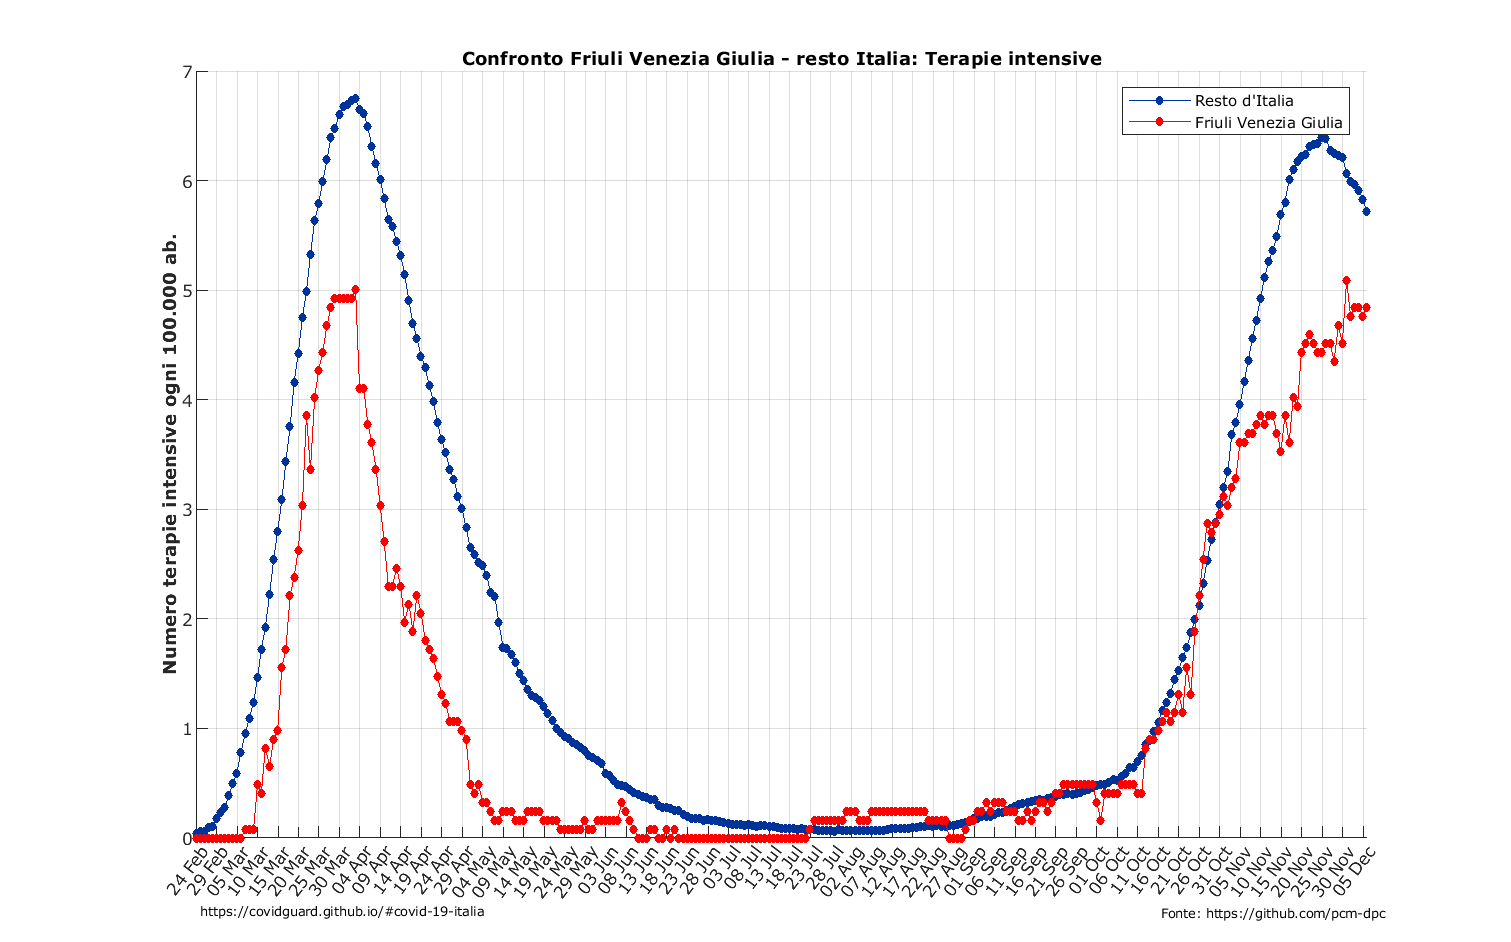 Confronto Friuli Venezia Giulia - resto Italia: Terapie intensive
Resto d'Italia
Friuli Venezia Giulia
Numero terapie intensive ogni 100.000 ab.
7
6
5
4
3
2
1
0
24 Feb
29 Feb
05 Mar
10 Mar
15 Mar
20 Mar
25 Mar
30 Mar
04 Apr
09 Apr
14 Apr
19 Apr
24 Apr
29 Apr
04 May
09 May
14 May
19 May
24 May
29 May
03 Jun
08 Jun
13 Jun
18 Jun
23 Jun
28 Jun
03 Jul
08 Jul
13 Jul
18 Jul
23 Jul
28 Jul
02 Aug
07 Aug
12 Aug
17 Aug
22 Aug
27 Aug
01 Sep
06 Sep
11 Sep
16 Sep
21 Sep
26 Sep
01 Oct
06 Oct
11 Oct
16 Oct
21 Oct
26 Oct
31 Oct
05 Nov
10 Nov
15 Nov
20 Nov
25 Nov
30 Nov
05 Dec
https://covidguard.github.io/#covid-19-italia
Fonte: https://github.com/pcm-dpc